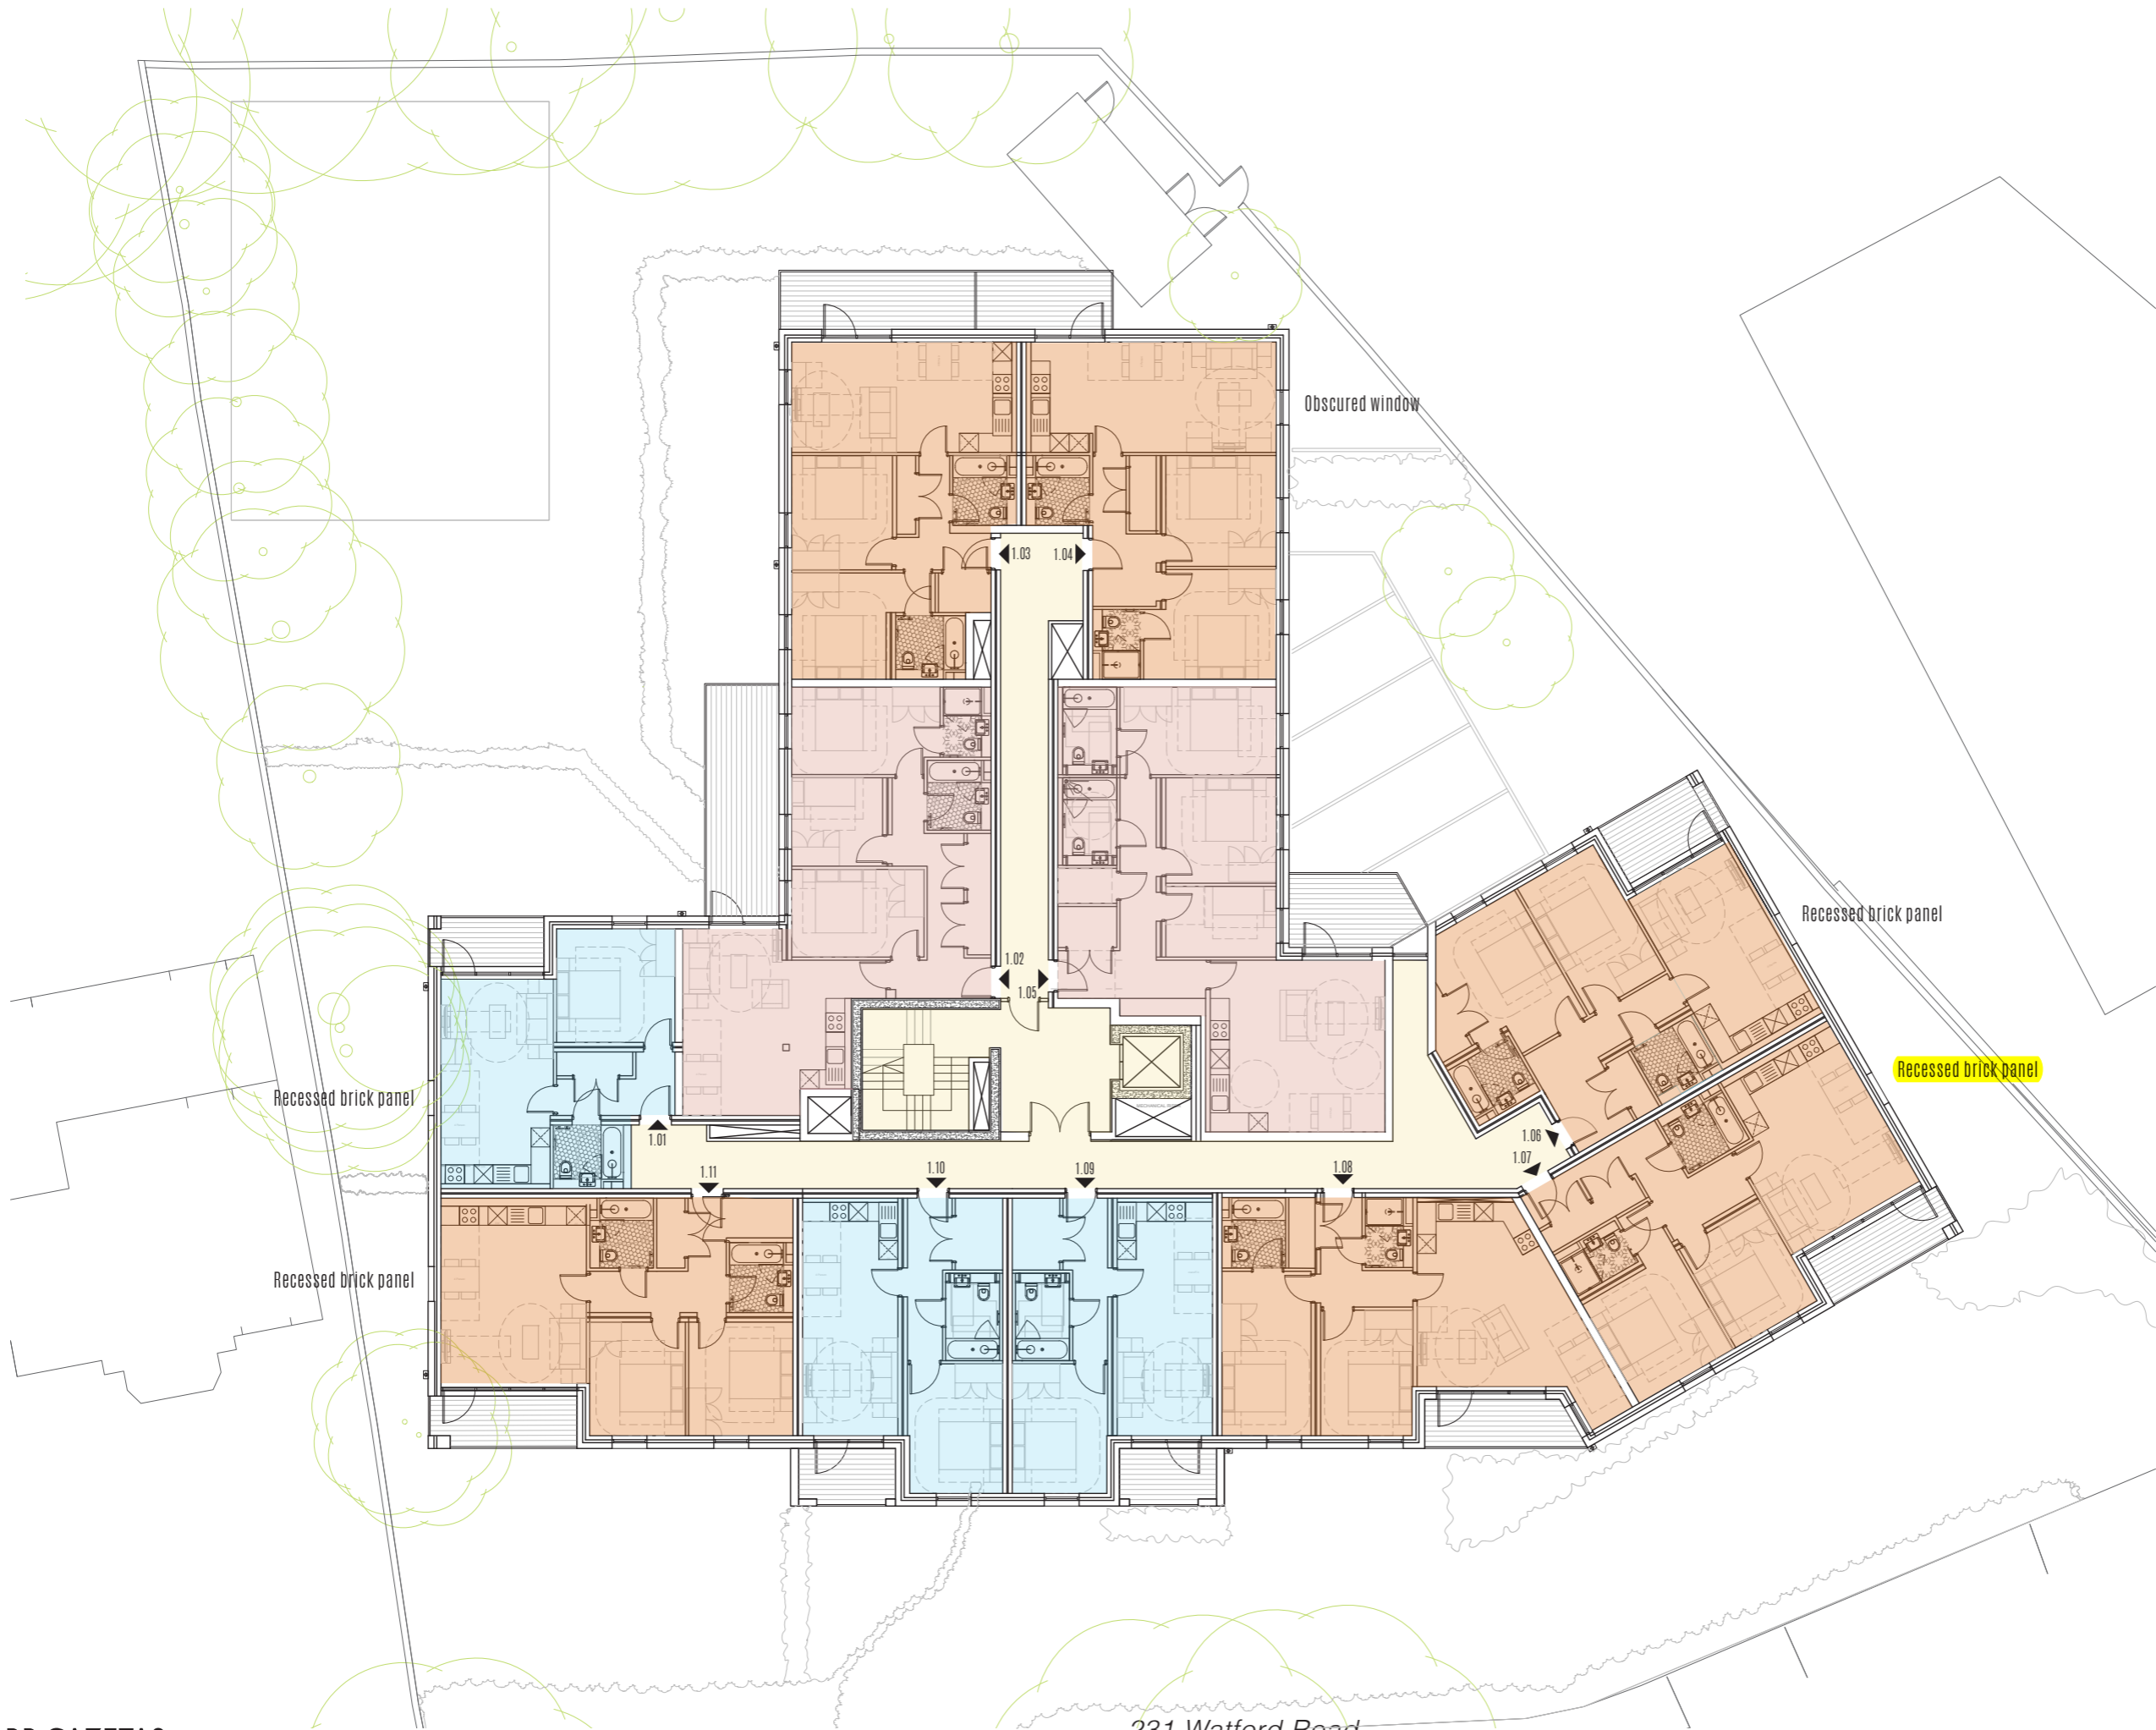 Obscured window
1.03
1.04
Recessed brick panel
1.02
1.05
Recessed brick panel
Recessed brick panel
1.01
1.06
1.07
1.11
1.10
1.09
1.08
Recessed brick panel
231 Watford Road